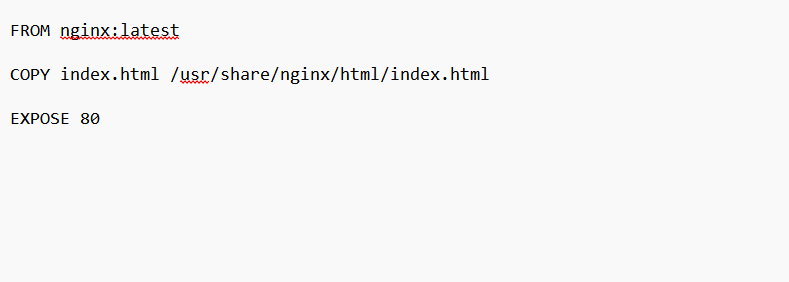 FROM nginx:latest
COPY index.html /usr/share/nginx/html/index.html
EXPOSE 80